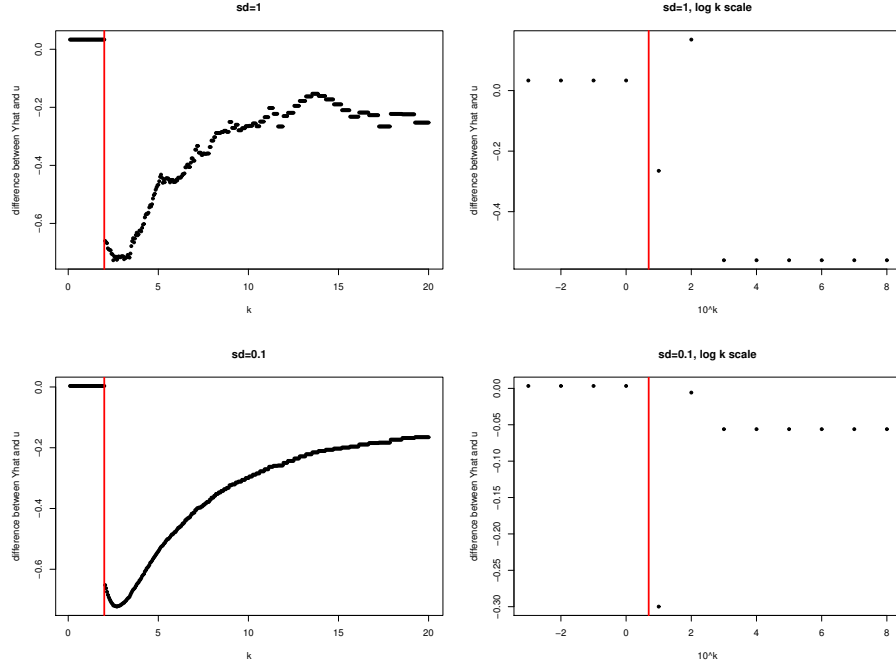 sd=1
difference between Yhat and u
0.0
−0.2
−0.4
−0.6
0 5 10 15 20
k
sd=1, log k scale
difference between Yhat and u
0.0
−0.2
−0.4
−2 0 2 4 6 8
10^k
sd=0.1
difference between Yhat and u
0.0
−0.2
−0.4
−0.6
0 5 10 15 20
k
sd=0.1, log k scale
difference between Yhat and u
0.00
−0.05
−0.10
−0.15
−0.20
−0.25
−0.30
−2 0 2 4 6 8
10^k